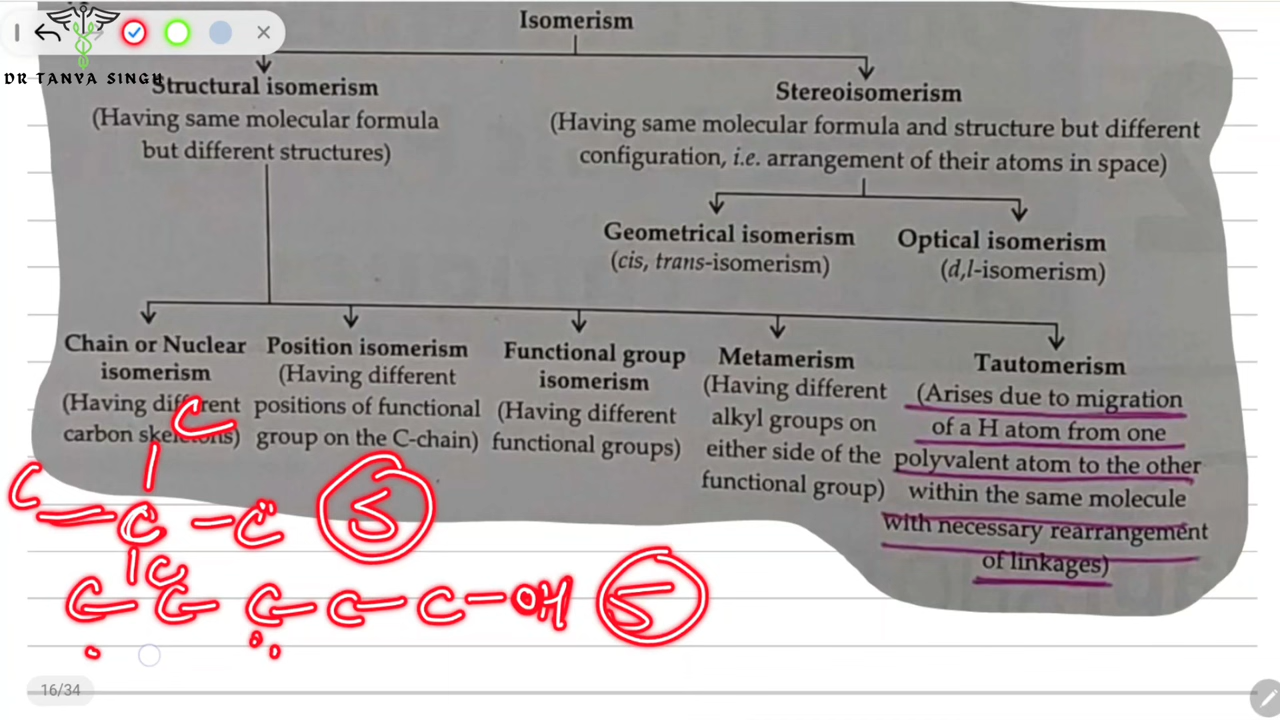 Isomerism
DR TANYA SINGH
Structural isomerism
(Having same molecular formula
but different structures)
Stereoisomerism
(Having same molecular formula and structure but different
configuration, i.e. arrangement of their atoms in space)
Geometrical isomerism
(cis, trans-isomerism)
Optical isomerism
(d,l-isomerism)
Chain or Nuclear
isomerism
(Having different
carbon skeletons)
Position isomerism
(Having different
positions of functional
group on the C-chain)
Functional group
isomerism
(Having different
functional groups)
Metamerism
(Having different
alkyl groups on
either side of the
functional group)
Tautomerism
(Arises due to migration
of a H atom from one
polyvalent atom to the other
within the same molecule
with necessary rearrangement
of linkages)
C
C - C - C 5
C
C - C - C - C - C - OH 5
16/34